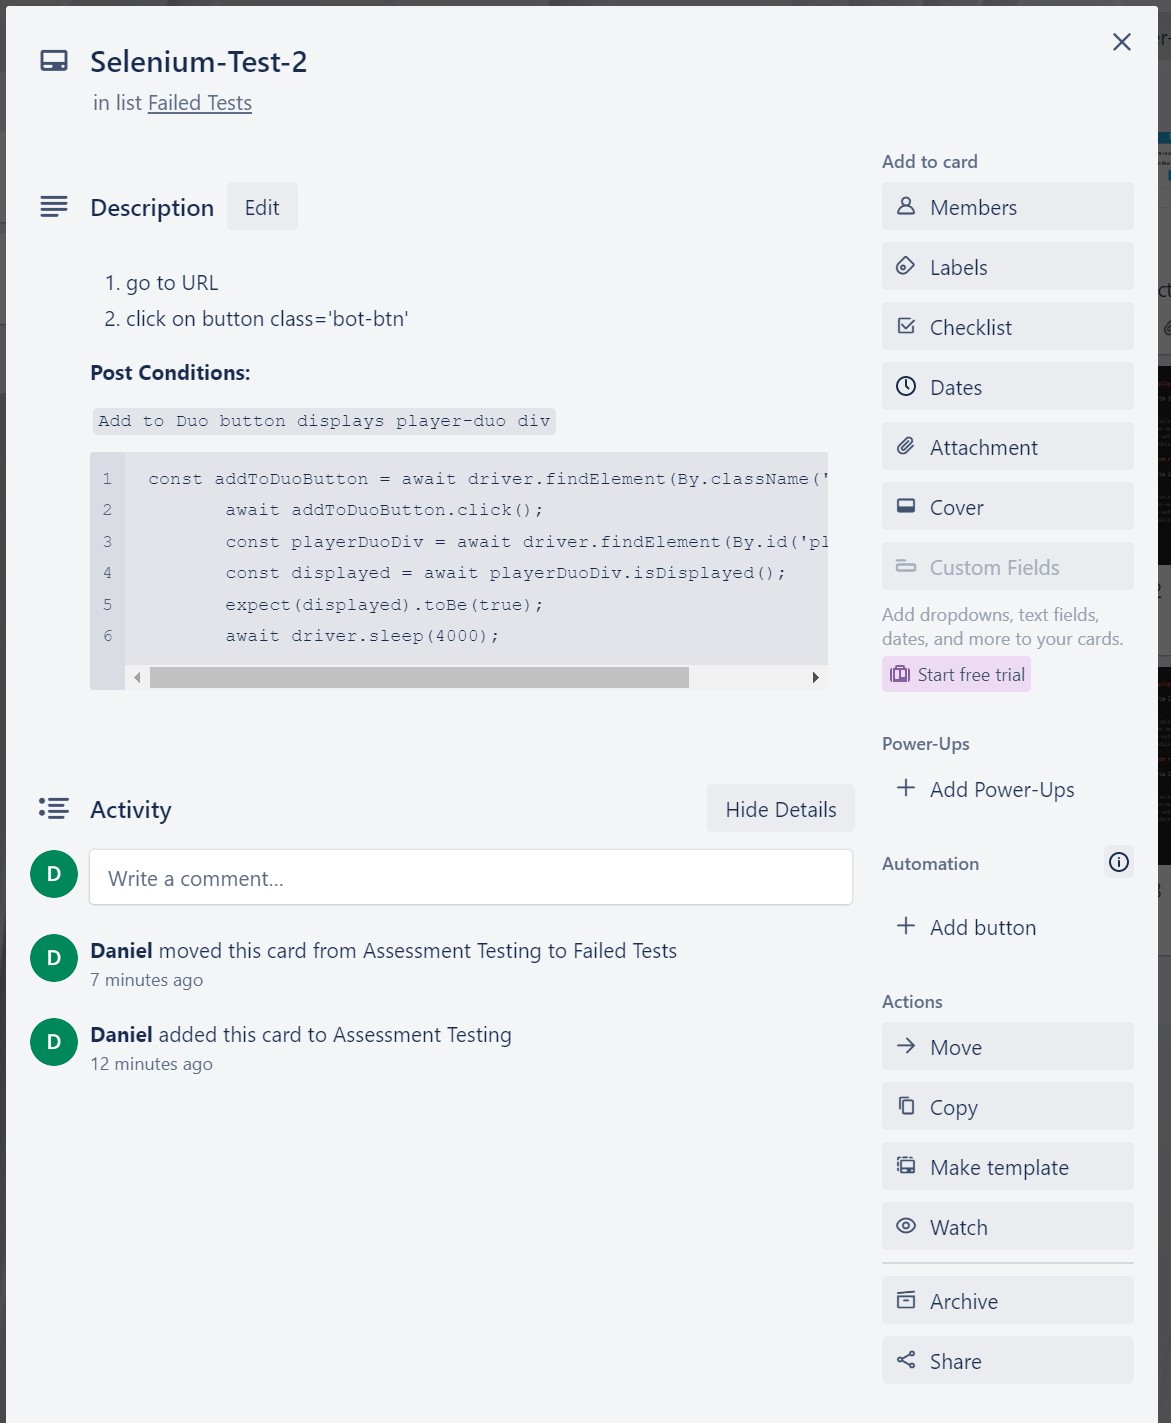 Selenium-Test-2
in list Failed Tests
Description
Edit
1. go to URL
2. click on button class='bot-btn'
Post Conditions:
Add to Duo button displays player-duo div
1 const addToDuoButton = await driver.findElement(By.className('
2 await addToDuoButton.click();
3 const playerDuoDiv = await driver.findElement(By.id('pl
4 const displayed = await playerDuoDiv.isDisplayed();
5 expect(displayed).toBe(true);
6 await driver.sleep(4000);
Activity
Hide Details
D
Write a comment...
D
Daniel moved this card from Assessment Testing to Failed Tests
7 minutes ago
D
Daniel added this card to Assessment Testing
12 minutes ago
Add to card
Members
Labels
Checklist
Dates
Attachment
Cover
Custom Fields
Add dropdowns, text fields,
dates, and more to your cards.
Start free trial
Power-Ups
+ Add Power-Ups
Automation
+ Add button
Actions
Move
Copy
Make template
Watch
Archive
Share